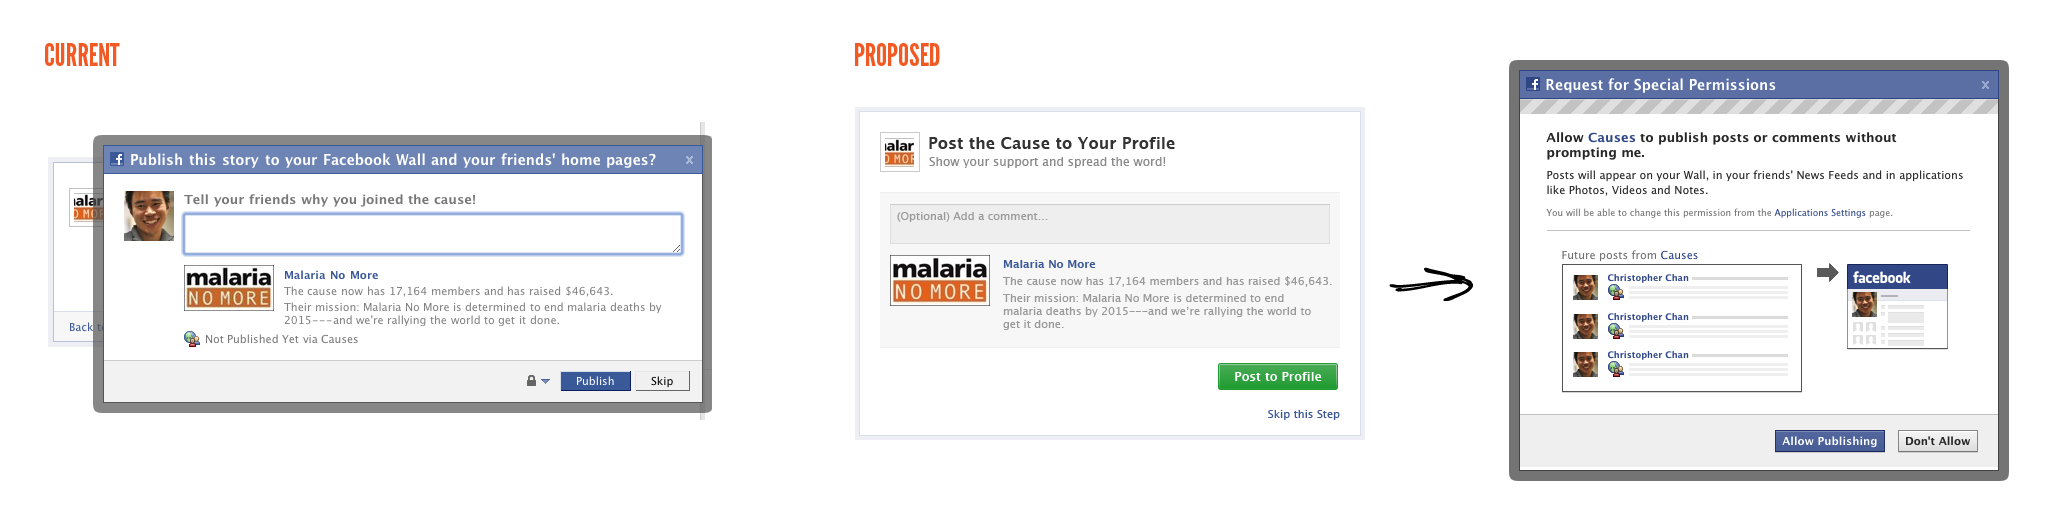 CURRENT
Publish this story to your Facebook Wall and your friends' home pages?
x
Tell your friends why you joined the cause!
malaria
NO MORE
Malaria No More
The cause now has 17,164 members and has raised $46,643.
Their mission: Malaria No More is determined to end malaria deaths by
2015---and we're rallying the world to get it done.
Not Published Yet via Causes
Publish
Skip
Back
PROPOSED
Post the Cause to Your Profile
Show your support and spread the word!
(Optional) Add a comment...
malaria
NO MORE
Malaria No More
The cause now has 17,164 members and has raised $46,643.
Their mission: Malaria No More is determined to end
malaria deaths by 2015---and we're rallying the world to
get it done.
Post to Profile
Skip this Step
Request for Special Permissions
x
Allow Causes to publish posts or comments without
prompting me.
Posts will appear on your Wall, in your friends' News Feeds and in applications
like Photos, Videos and Notes.
You will be able to change this permission from the Applications Settings page.
Future posts from Causes
Christopher Chan
Christopher Chan
Christopher Chan
facebook
Allow Publishing
Don't Allow